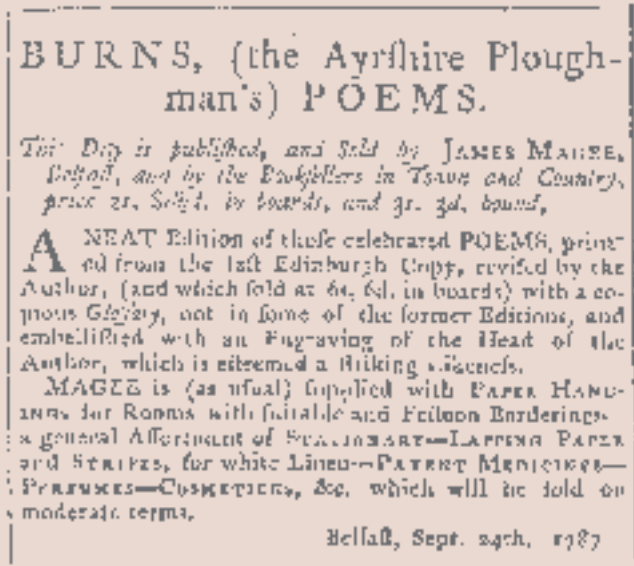 BURNS, (the Ayrſhire Plough-
man's) POEMS.
This Day is publiſhed, and Sold by JAMES MAGEE,
Belfaſt, and by the Bookſellers in Town and Country,
price 2s. in boards, and 3s. 3d. bound,
A NEAT Edition of theſe celebrated POEMS, print-
ed from the laſt Edinburgh Copy, reviſed by the
Author, (and which ſold at 6s. 6d. in boards) with a co-
pious Gloſſary, not in ſome of the former Editions, and
embelliſhed with an Engraving of the Head of the
Author, which is eſteemed a ſtriking Likeneſs.
MAGEE is (as uſual) ſupplied with PAPER HANG-
INGS for Rooms with ſuitable and Feſtoon Borderings
a general Aſſortment of STATIONARY—LAPPING PAPER
and STRIPES, for white Linen—PATENT MEDICINES—
PERFUMES—COSMETICKS, &c. which will be ſold on
moderate terms.
Belfaſt, Sept. 24th, 1787